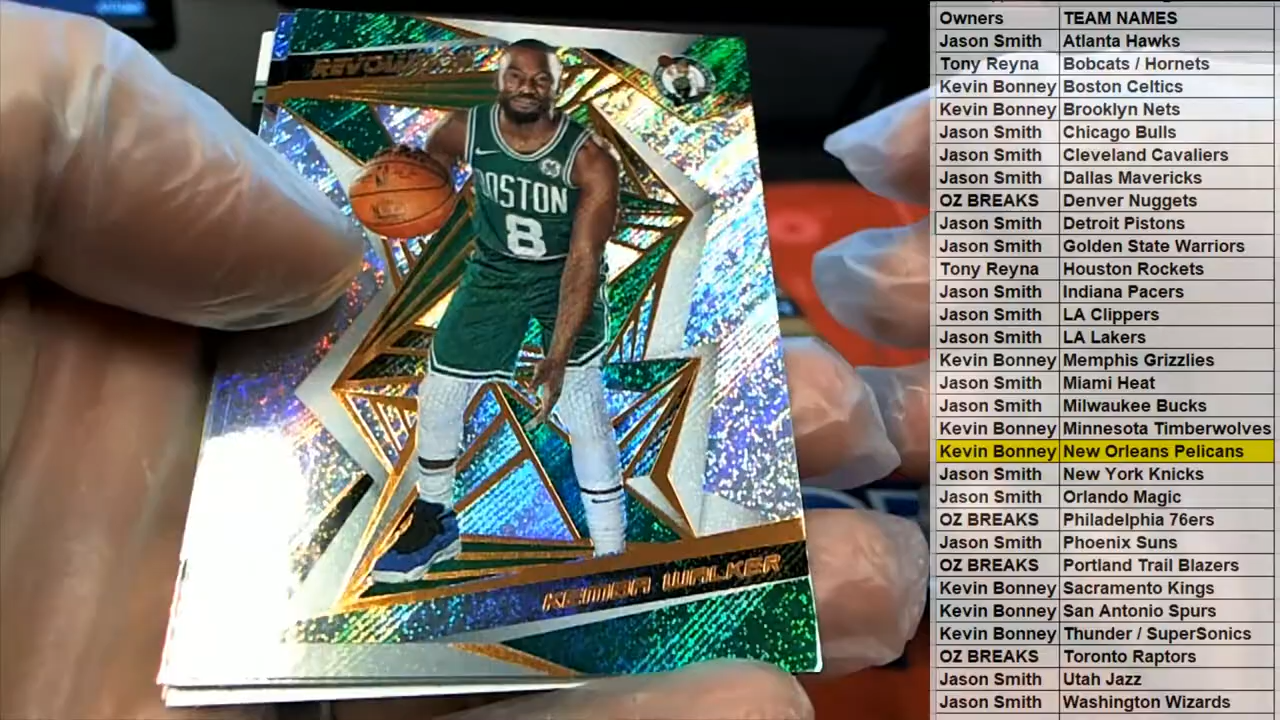 REVOLUTION
BOSTON
8
KEMBA WALKER
Owners TEAM NAMES
Jason Smith Atlanta Hawks
Tony Reyna Bobcats / Hornets
Kevin Bonney Boston Celtics
Kevin Bonney Brooklyn Nets
Jason Smith Chicago Bulls
Jason Smith Cleveland Cavaliers
Jason Smith Dallas Mavericks
OZ BREAKS Denver Nuggets
Jason Smith Detroit Pistons
Jason Smith Golden State Warriors
Tony Reyna Houston Rockets
Jason Smith Indiana Pacers
Jason Smith LA Clippers
Jason Smith LA Lakers
Kevin Bonney Memphis Grizzlies
Jason Smith Miami Heat
Jason Smith Milwaukee Bucks
Kevin Bonney Minnesota Timberwolves
Kevin Bonney New Orleans Pelicans
Jason Smith New York Knicks
Jason Smith Orlando Magic
OZ BREAKS Philadelphia 76ers
Jason Smith Phoenix Suns
OZ BREAKS Portland Trail Blazers
Kevin Bonney Sacramento Kings
Kevin Bonney San Antonio Spurs
Kevin Bonney Thunder / SuperSonics
OZ BREAKS Toronto Raptors
Jason Smith Utah Jazz
Jason Smith Washington Wizards